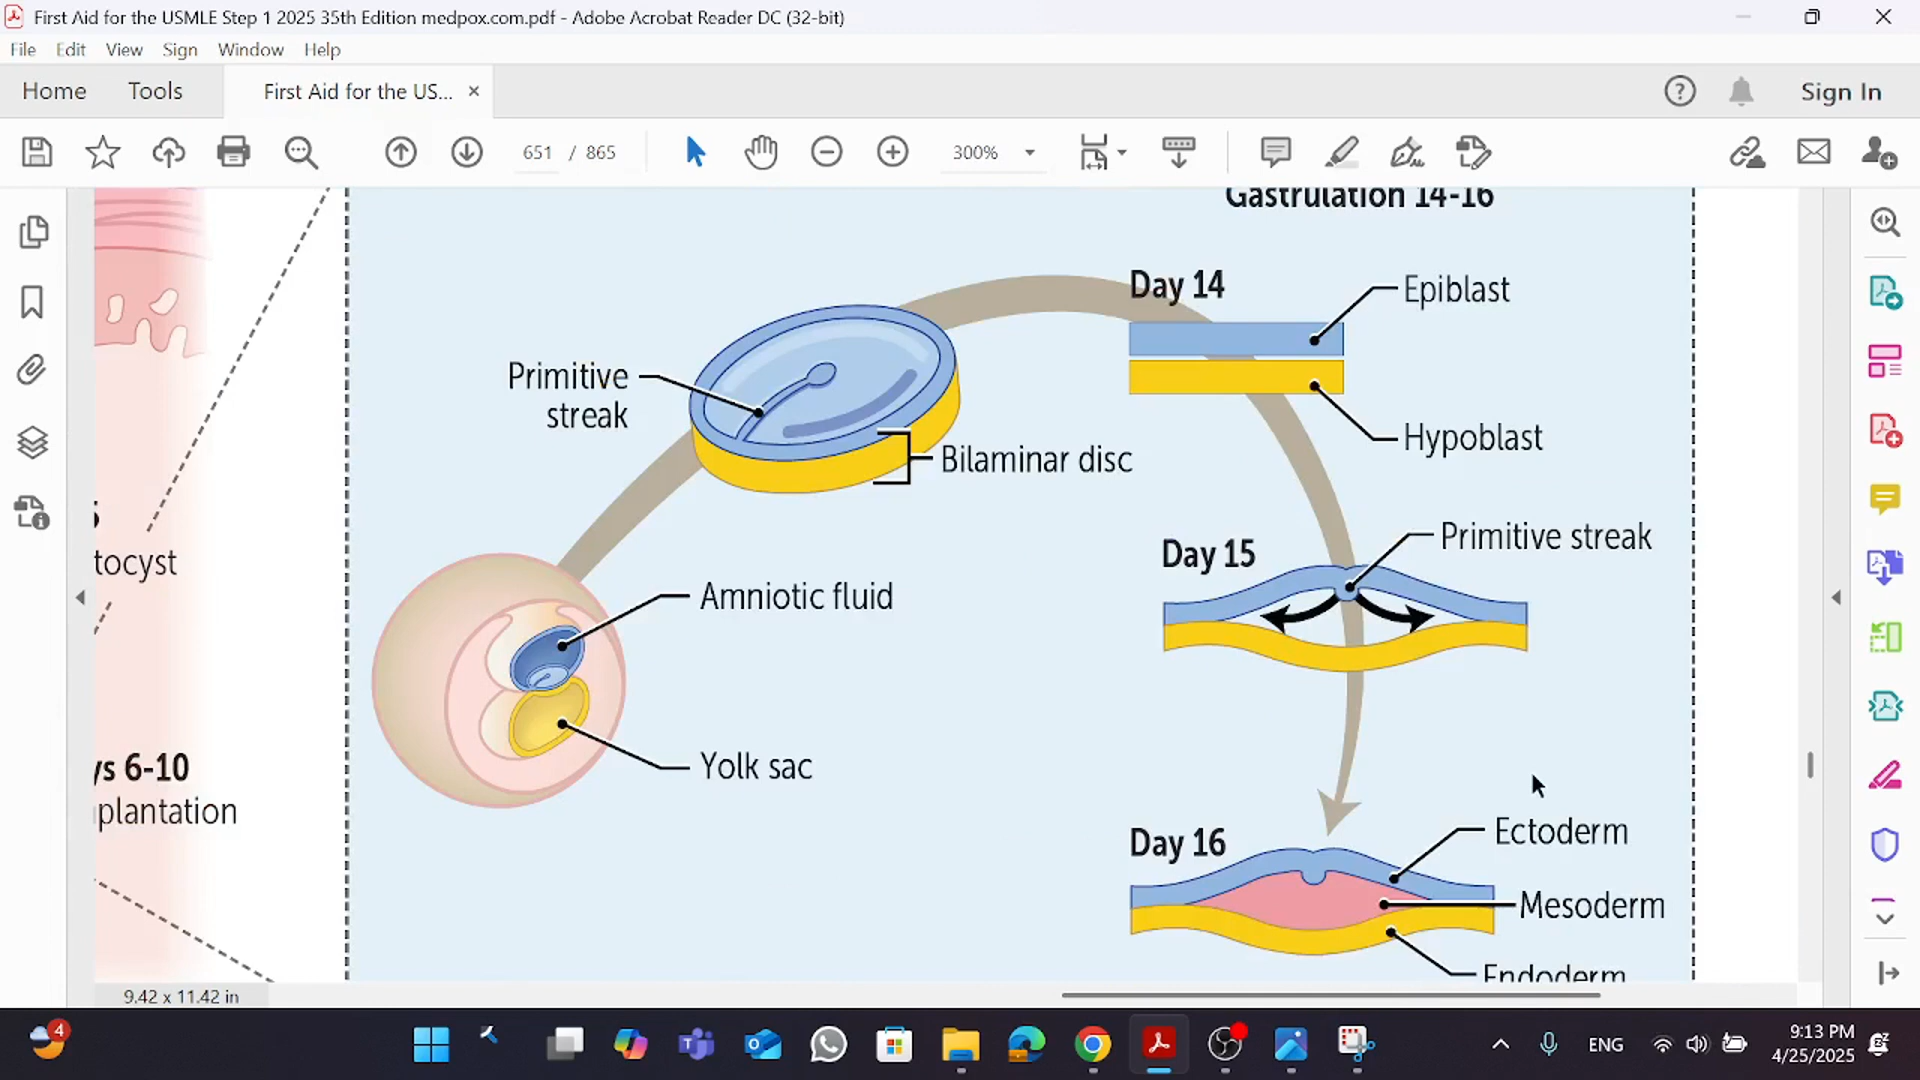 First Aid for the USMLE Step 1 2025 35th Edition medpox.com.pdf - Adobe Acrobat Reader DC (32-bit)
File Edit View Sign Window Help
Home Tools First Aid for the US... ×
Sign In
651 / 865
300%
Gastrulation 14-16
Day 14
Epiblast
Primitive
streak
Hypoblast
Bilaminar disc
Primitive streak
Day 15
tocyst
Amniotic fluid
Yolk sac
ys 6-10
plantation
Ectoderm
Day 16
Mesoderm
Endoderm
9.42 x 11.42 in
4
ENG
9:13 PM
4/25/2025